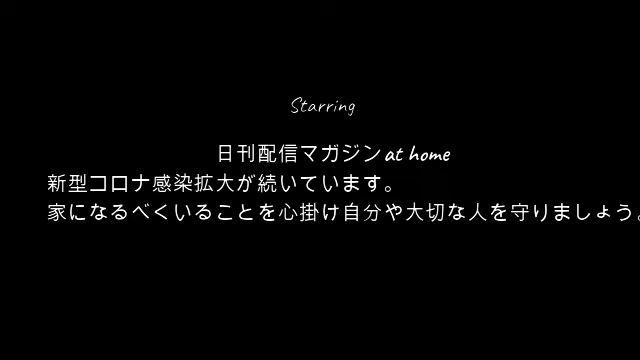 Starring
日刊配信マガジンat home
新型コロナ感染拡大が続いています。
家になるべくいることを心掛け自分や大切な人を守りましょう。